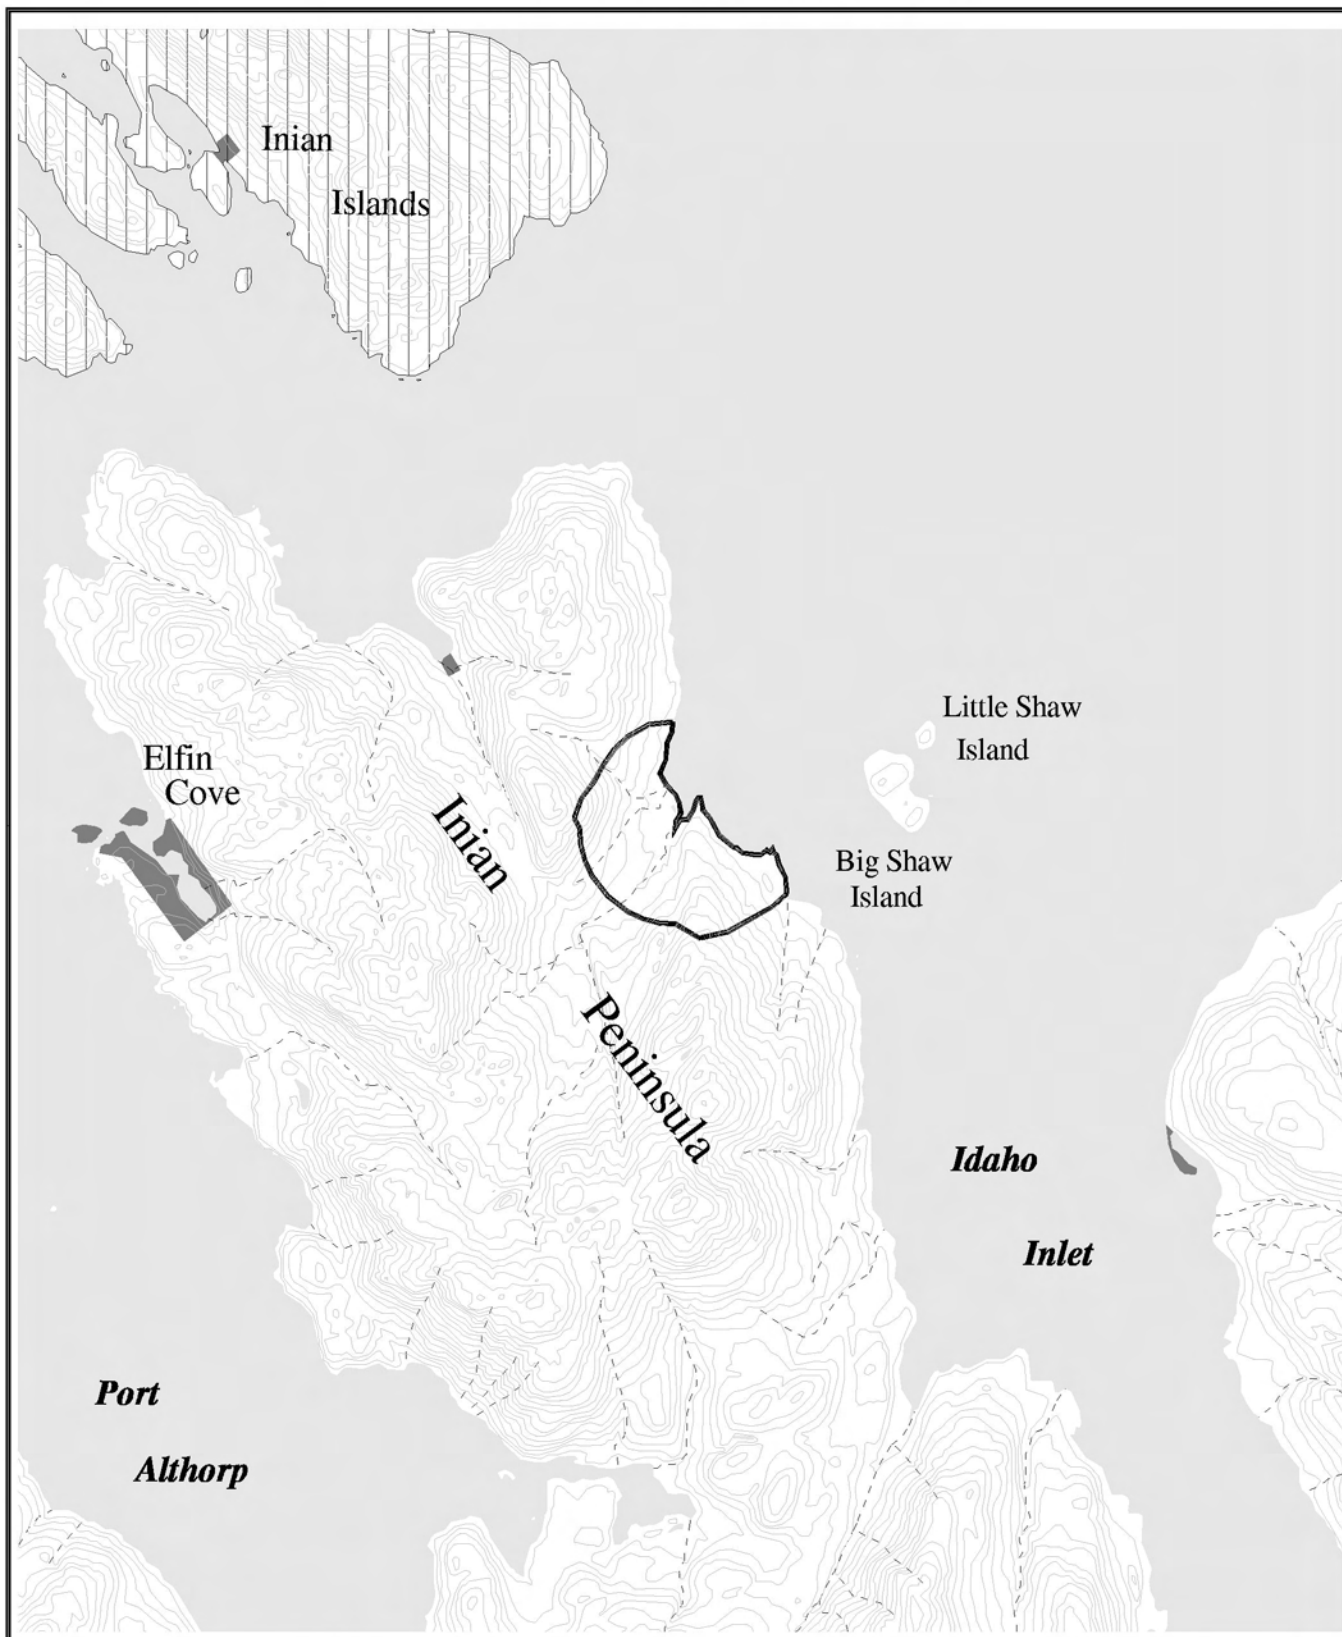 Inian
Islands
Little Shaw
Island
Elfin
Cove
Inian
Big Shaw
Island
Peninsula
Idaho
Inlet
Port
Althorp